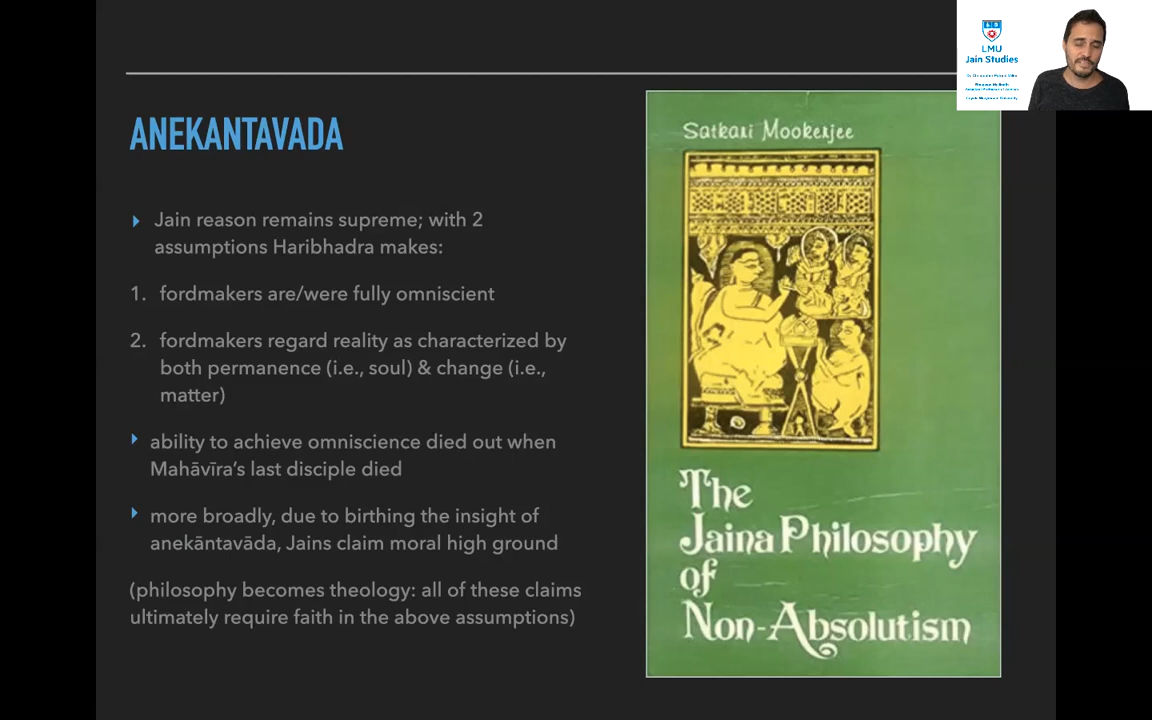 LMU
Jain Studies
ANEKANTAVADA
Jain reason remains supreme; with 2
assumptions Haribhadra makes:
1. fordmakers are/were fully omniscient
2. fordmakers regard reality as characterized by
both permanence (i.e., soul) & change (i.e.,
matter)
ability to achieve omniscience died out when
Mahāvīra’s last disciple died
more broadly, due to birthing the insight of
anekāntavāda, Jains claim moral high ground
(philosophy becomes theology: all of these claims
ultimately require faith in the above assumptions)
Satkari Mookerjee
The
Jaina Philosophy
of
Non-Absolutism